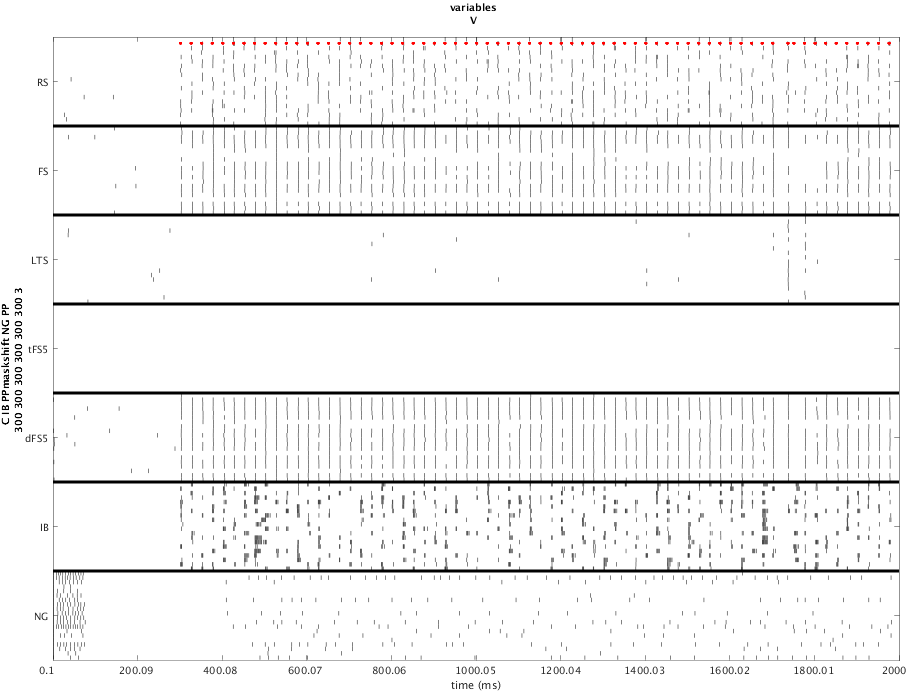 variables
V
C IB PPmaskshift NG PP
300 300 300 300 300 300 3
RS
FS
LTS
tFS5
dFS5
IB
NG
0.1 200.09 400.08 600.07 800.06 1000.05 1200.04 1400.03 1600.02 1800.01 2000
time (ms)